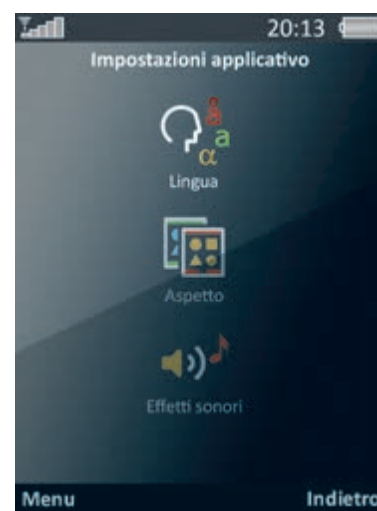 20:13
Impostazioni applicativo
å
a
α
Lingua
Aspetto
Effetti sonori
Menu Indietro